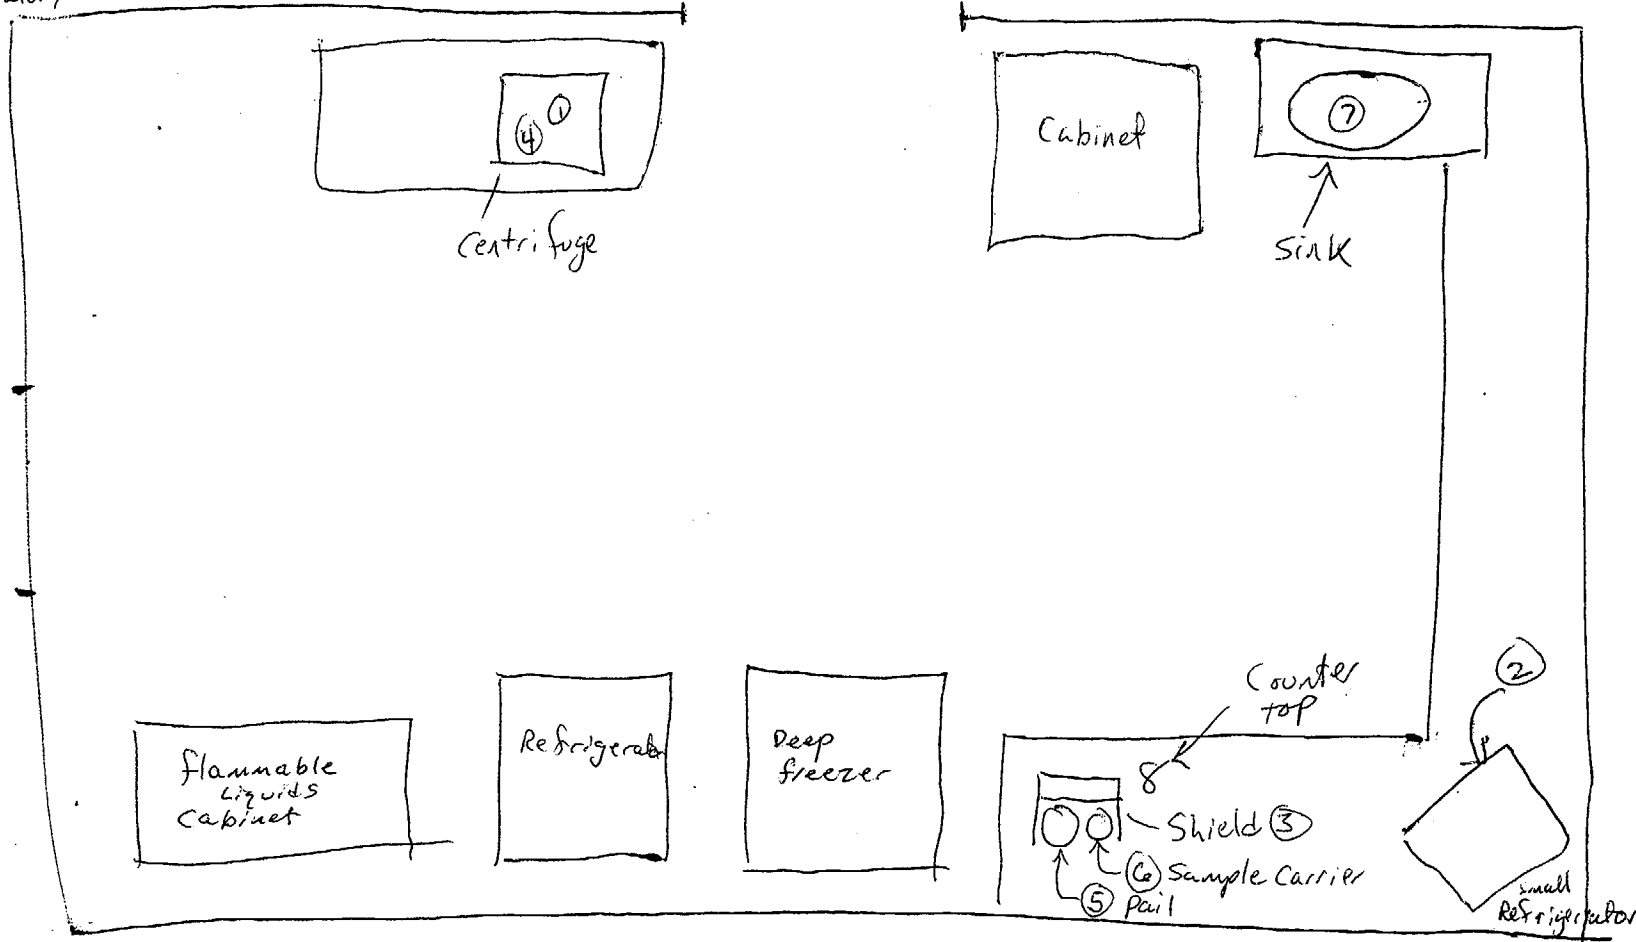 1
4
Centrifuge
Cabinet
7
Sink
2
Counter
top
8
Flammable
Liquids
Cabinet
Refrigerator
Deep
freezer
Shield 3
6 Sample Carrier
5 Pail
small
Refrigerator